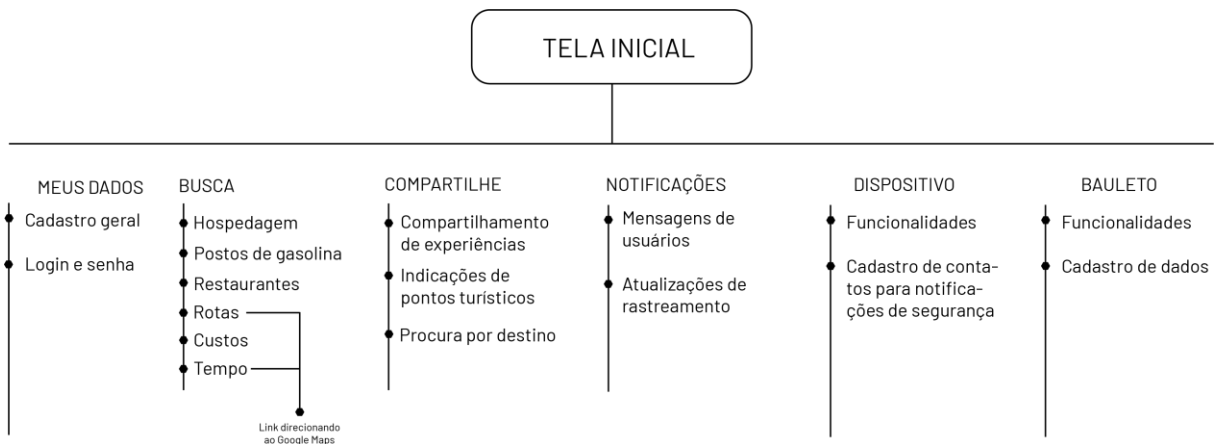 TELA INICIAL
MEUS DADOS
Cadastro geral
Login e senha
BUSCA
Hospedagem
Postos de gasolina
Restaurantes
Rotas
Custos
Tempo
Link direcionando
ao Google Maps
COMPARTILHE
Compartilhamento
de experiências
Indicações de
pontos turísticos
Procura por destino
NOTIFICAÇÕES
Mensagens de
usuários
Atualizações de
rastreamento
DISPOSITIVO
Funcionalidades
Cadastro de conta-
tos para notifica-
ções de segurança
BAULETO
Funcionalidades
Cadastro de dados